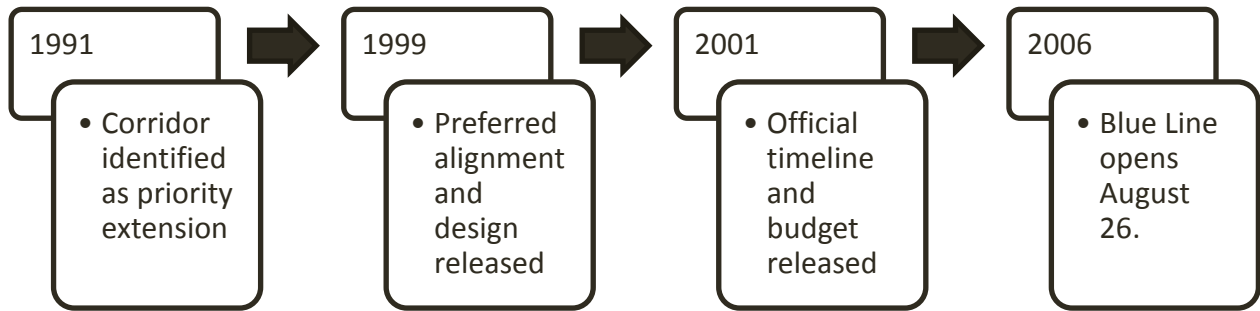 1991
• Corridor
identified
as priority
extension
1999
• Preferred
alignment
and
design
released
2001
• Official
timeline
and
budget
released
2006
• Blue Line
opens
August
26.